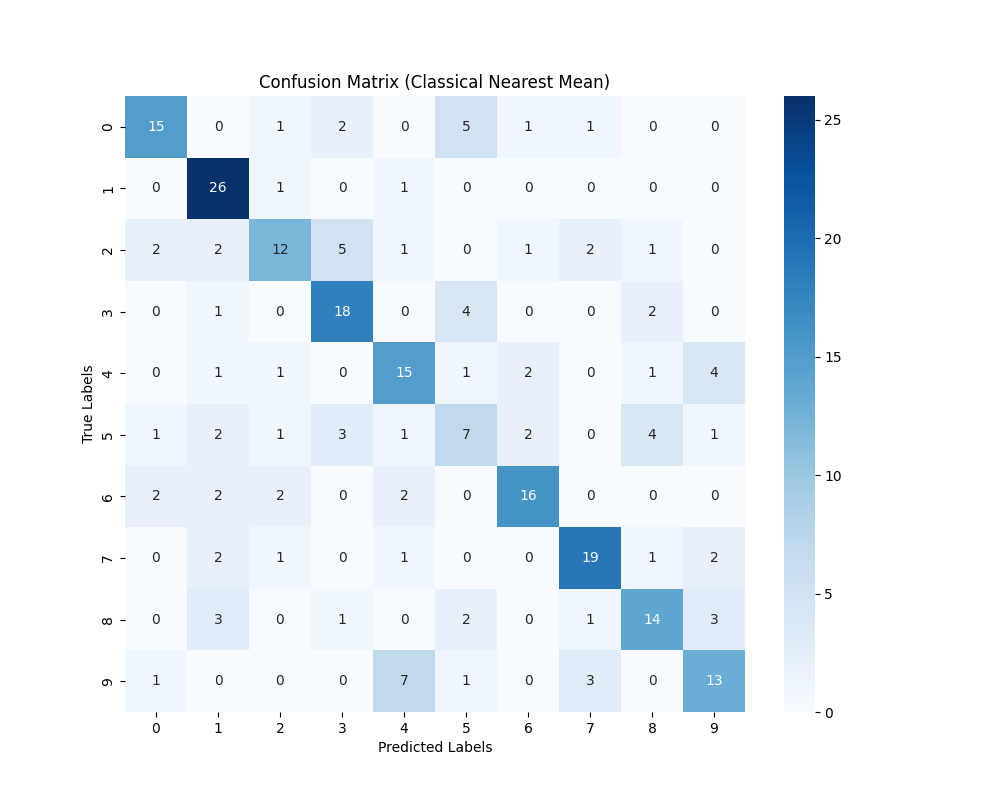 Confusion Matrix (Classical Nearest Mean)
0 15 0 1 2 0 5 1 1 0 0
1 0 26 1 0 1 0 0 0 0 0
2 2 2 12 5 1 0 1 2 1 0
3 0 1 0 18 0 4 0 0 2 0
4 0 1 1 0 15 1 2 0 1 4
5 1 2 1 3 1 7 2 0 4 1
6 2 2 2 0 2 0 16 0 0 0
7 0 2 1 0 1 0 0 19 1 2
8 0 3 0 1 0 2 0 1 14 3
9 1 0 0 0 7 1 0 3 0 13
0 1 2 3 4 5 6 7 8 9
Predicted Labels
True Labels
25
20
15
10
5
0